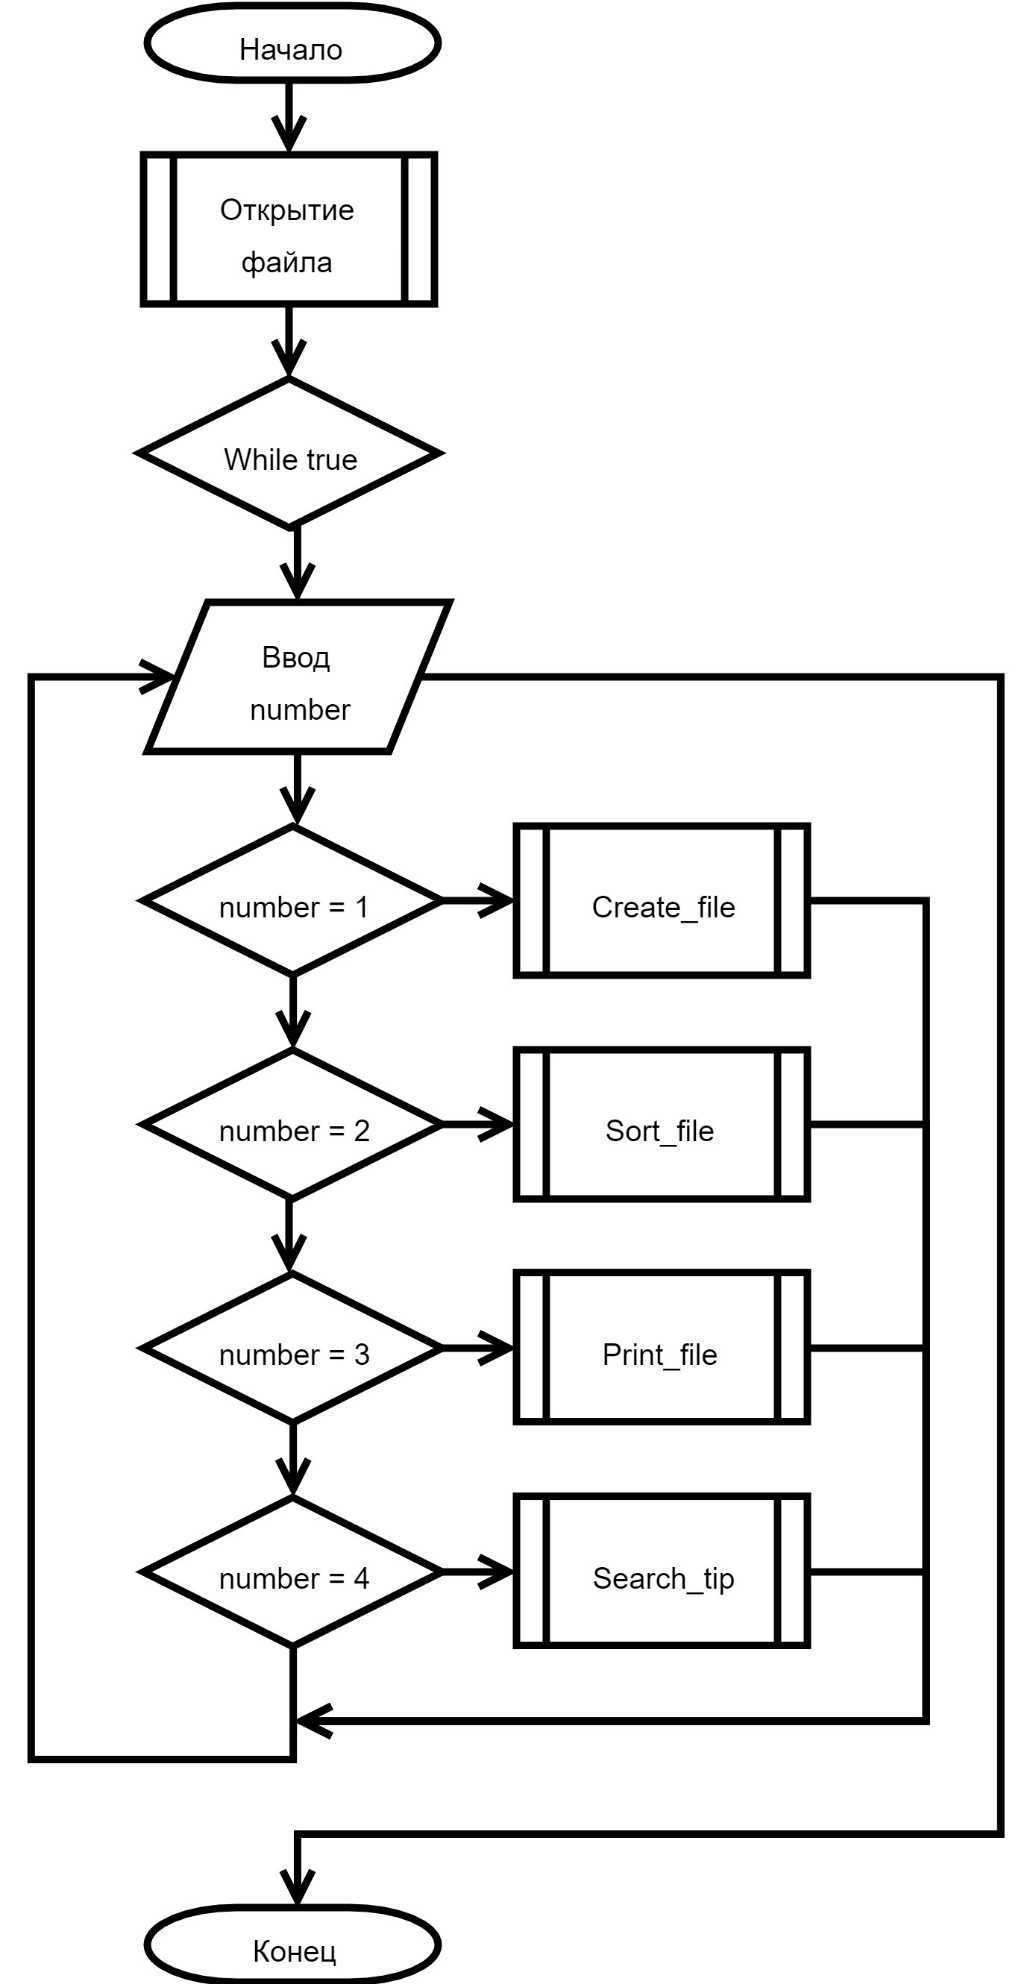 Начало
Открытие
файла
While true
Ввод
number
number = 1
Create_file
number = 2
Sort_file
number = 3
Print_file
number = 4
Search_tip
Конец